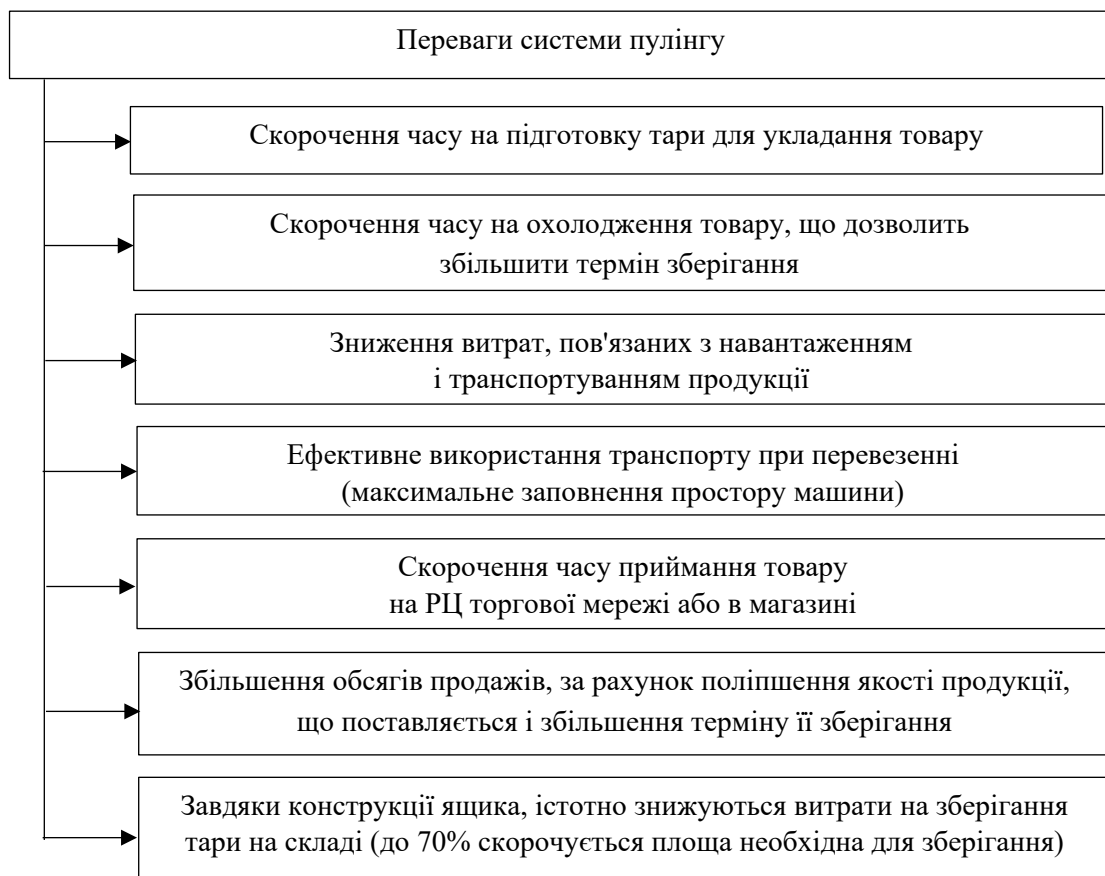 Переваги системи пулінгу
Скорочення часу на підготовку тари для укладання товару
Скорочення часу на охолодження товару, що дозволить
збільшити термін зберігання
Зниження витрат, пов'язаних з навантаженням
і транспортуванням продукції
Ефективне використання транспорту при перевезенні
(максимальне заповнення простору машини)
Скорочення часу приймання товару
на РЦ торгової мережі або в магазині
Збільшення обсягів продажів, за рахунок поліпшення якості продукції,
що поставляється і збільшення терміну її зберігання
Завдяки конструкції ящика, істотно знижуються витрати на зберігання
тари на складі (до 70% скорочується площа необхідна для зберігання)